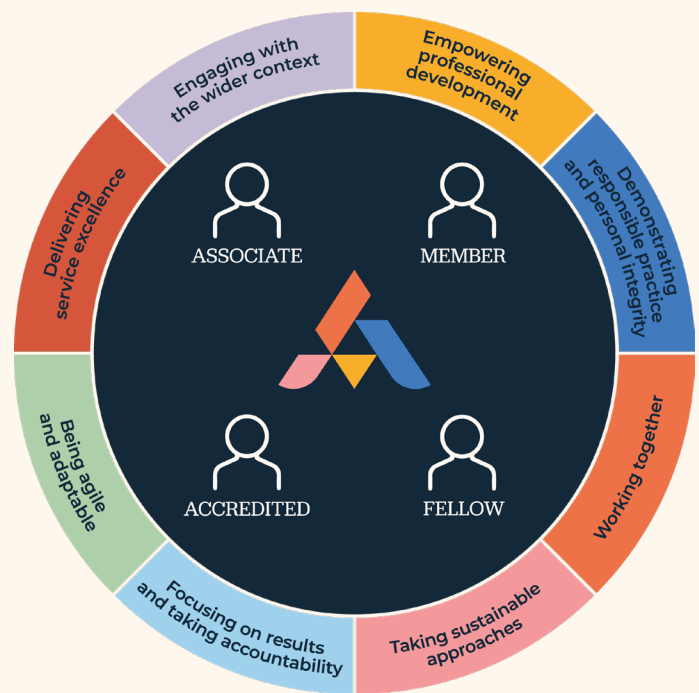 Engaging with
the wider context
Empowering
professional
development
Demonstrating
responsible practice
and personal integrity
Working together
Taking sustainable
approaches
Focusing on results
and taking accountability
Being agile
and adaptable
Delivering
service excellence
ASSOCIATE
MEMBER
ACCREDITED
FELLOW